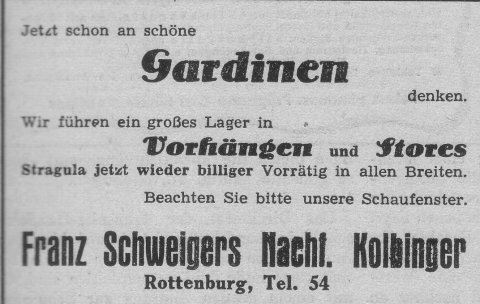 Jetzt schon an schöne
Gardinen
denken.
Wir führen ein großes Lager in
Vorhängen und Stores
Stragula jetzt wieder billiger Vorrätig in allen Breiten.
Beachten Sie bitte unsere Schaufenster.
Franz Schweigers Nachf. Kolbinger
Rottenburg, Tel. 54